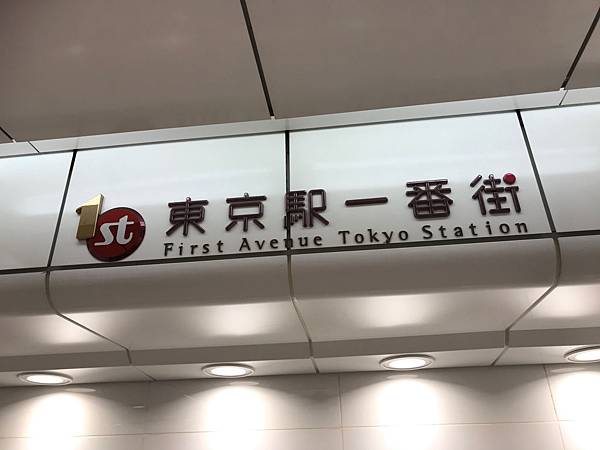 1st 東京駅一番街
First Avenue Tokyo Station